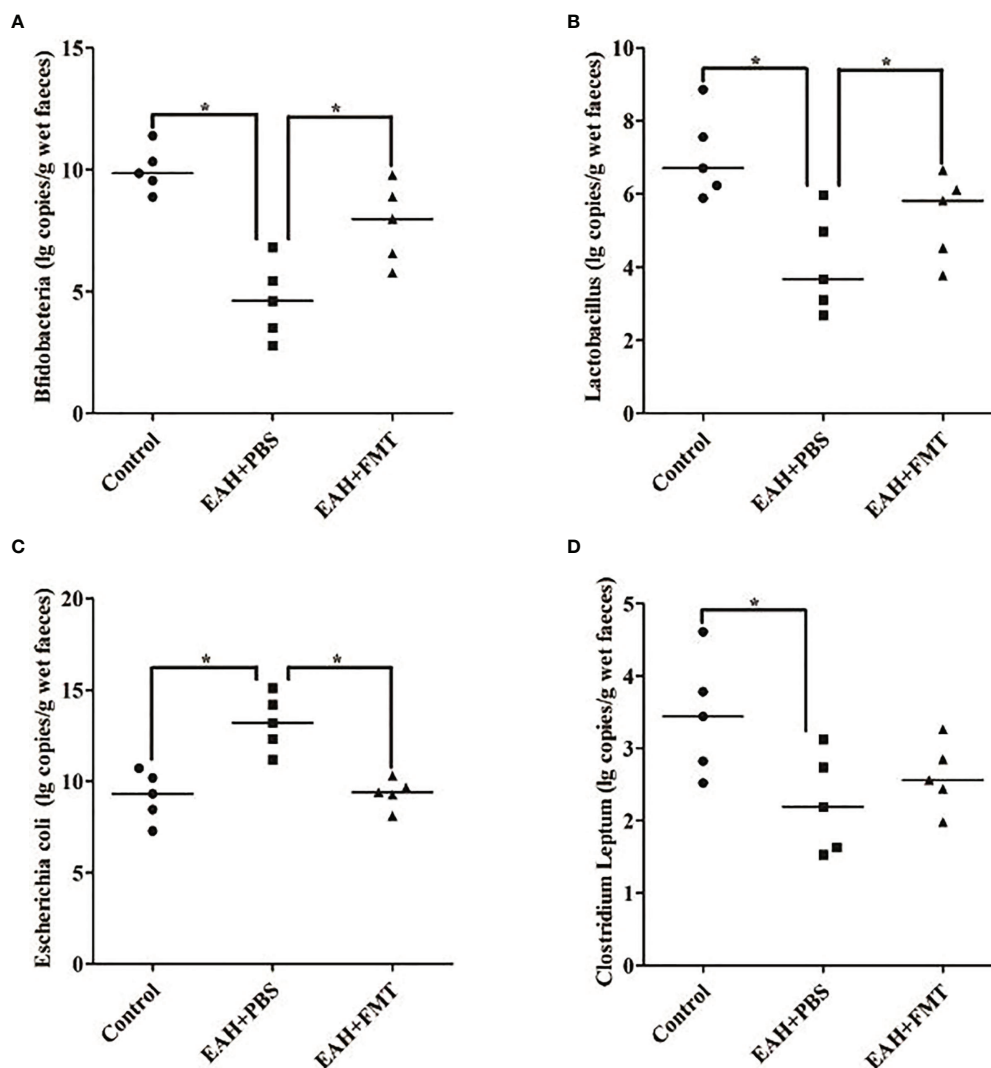 A
Bfidobacteria (lg copies/g wet faeces)
15
10
5
0
*
*
Control
EAH+PBS
EAH+FMT
B
Lactobacillus (lg copies/g wet faeces)
10
8
6
4
2
0
*
*
Control
EAH+PBS
EAH+FMT
C
Escherichia coli (lg copies/g wet faeces)
20
15
10
5
0
*
*
Control
EAH+PBS
EAH+FMT
D
Clostridium Leptum (lg copies/g wet faeces)
5
4
3
2
1
0
*
Control
EAH+PBS
EAH+FMT